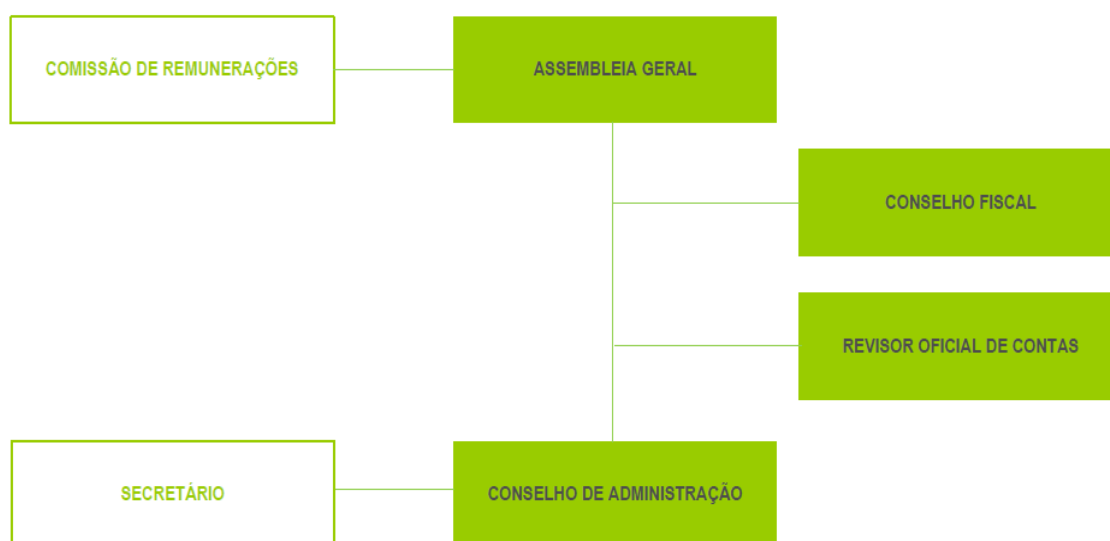 COMISSÃO DE REMUNERAÇÕES
ASSEMBLEIA GERAL
CONSELHO FISCAL
REVISOR OFICIAL DE CONTAS
SECRETÁRIO
CONSELHO DE ADMINISTRAÇÃO